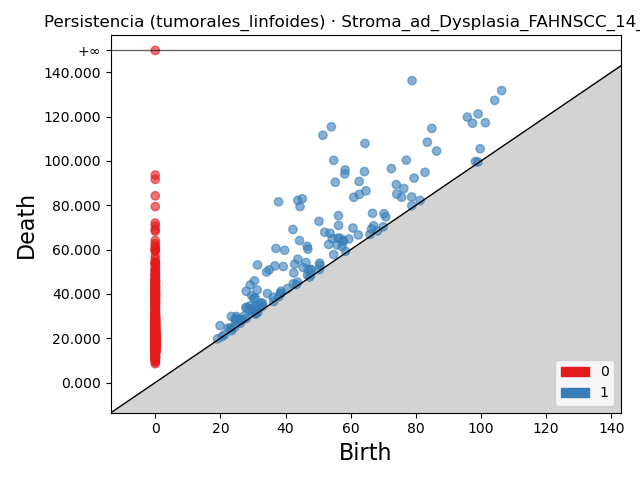 Persistencia (tumorales_linfoides) · Stroma_ad_Dysplasia_FAHNSCC_14_
+∞
140.000
120.000
100.000
80.000
60.000
40.000
20.000
0.000
Death
0
1
0 20 40 60 80 100 120 140
Birth